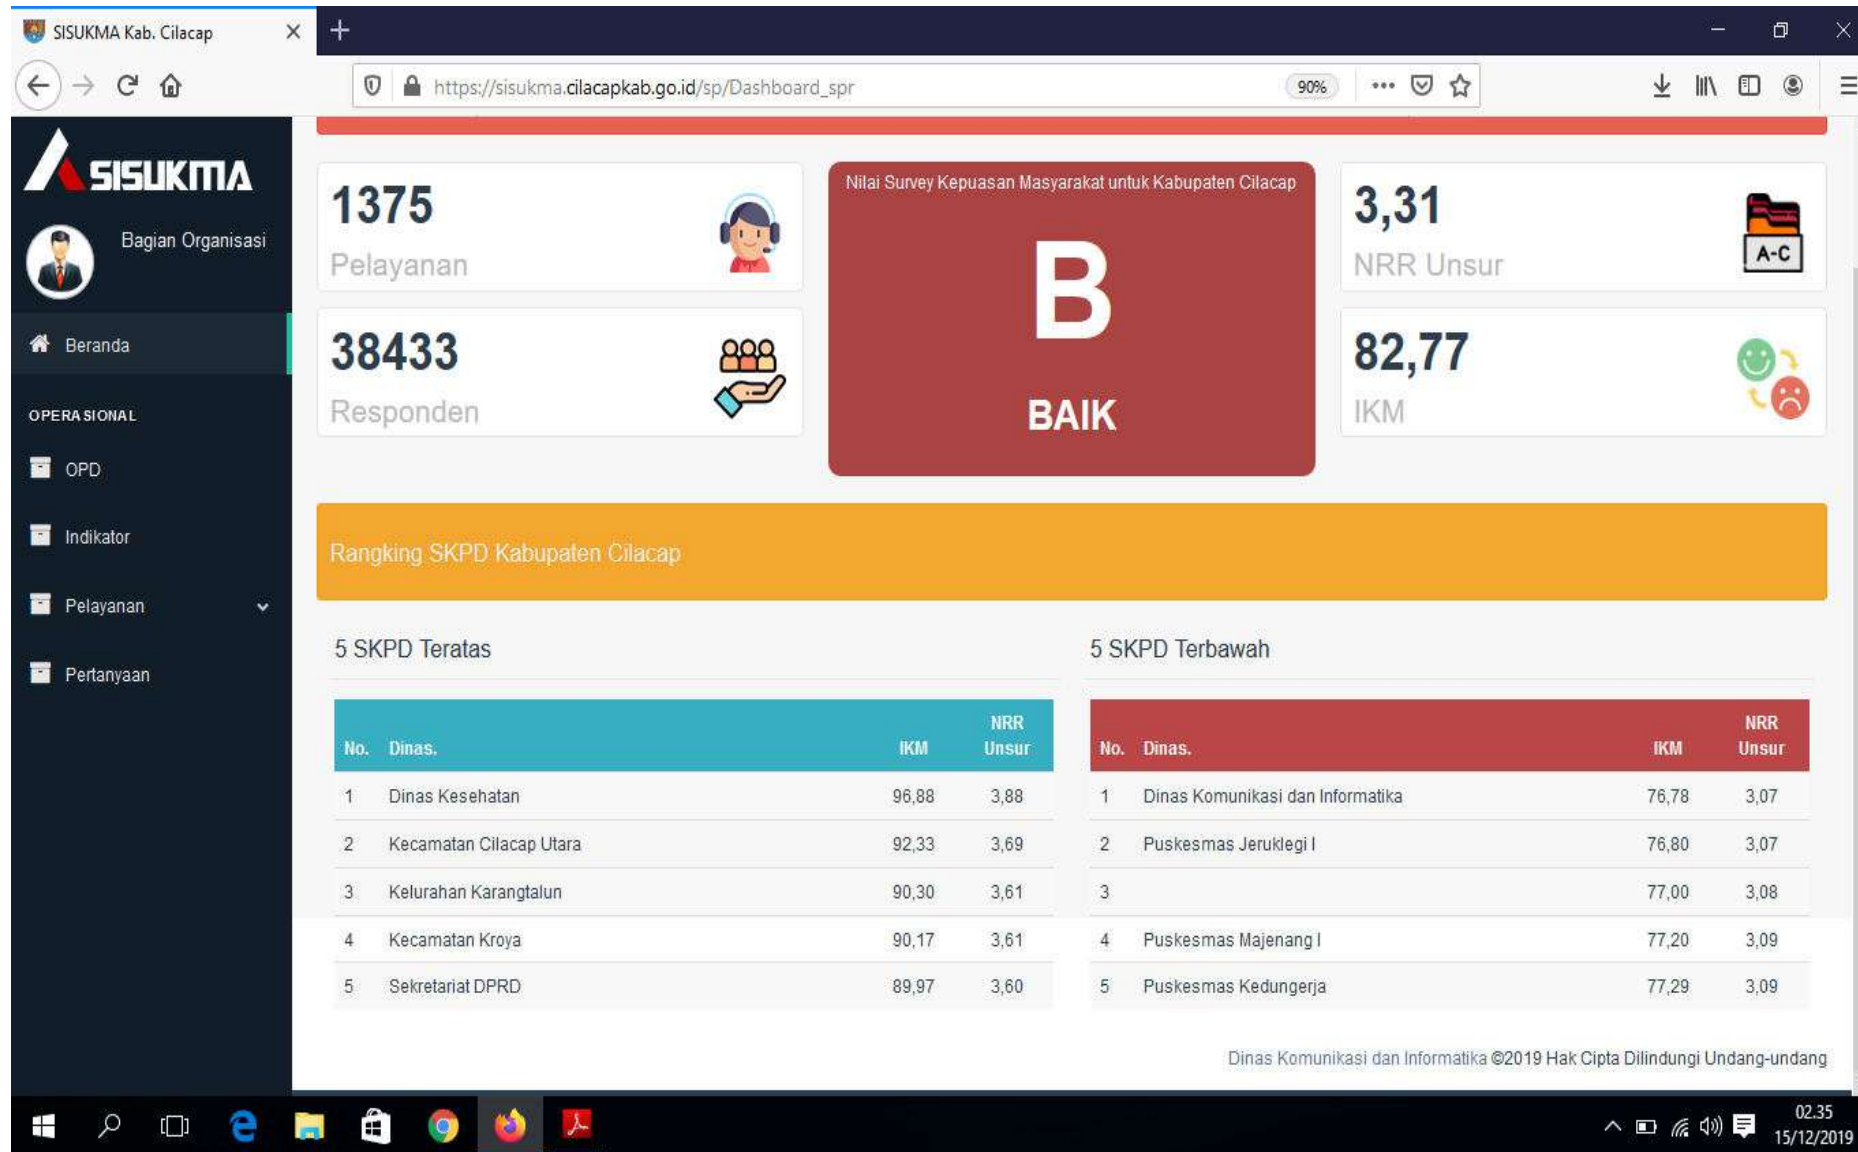 SISUKMA Kab. Cilacap
https://sisukma.cilacapkab.go.id/sp/Dashboard_spr
90%
SISUKMA
Bagian Organisasi
Beranda
OPERASIONAL
OPD
Indikator
Pelayanan
Pertanyaan
1375
Pelayanan
38433
Responden
Nilai Survey Kepuasan Masyarakat untuk Kabupaten Cilacap
B
BAIK
3,31
NRR Unsur
A-C
82,77
IKM
Rangking SKPD Kabupaten Cilacap
5 SKPD Teratas
No. Dinas. IKM NRR Unsur
1 Dinas Kesehatan 96,88 3,88
2 Kecamatan Cilacap Utara 92,33 3,69
3 Kelurahan Karangtalun 90,30 3,61
4 Kecamatan Kroya 90,17 3,61
5 Sekretariat DPRD 89,97 3,60
5 SKPD Terbawah
No. Dinas. IKM NRR Unsur
1 Dinas Komunikasi dan Informatika 76,78 3,07
2 Puskesmas Jeruklegi I 76,80 3,07
3 77,00 3,08
4 Puskesmas Majenang I 77,20 3,09
5 Puskesmas Kedungerja 77,29 3,09
Dinas Komunikasi dan Informatika ©2019 Hak Cipta Dilindungi Undang-undang
02.35
15/12/2019